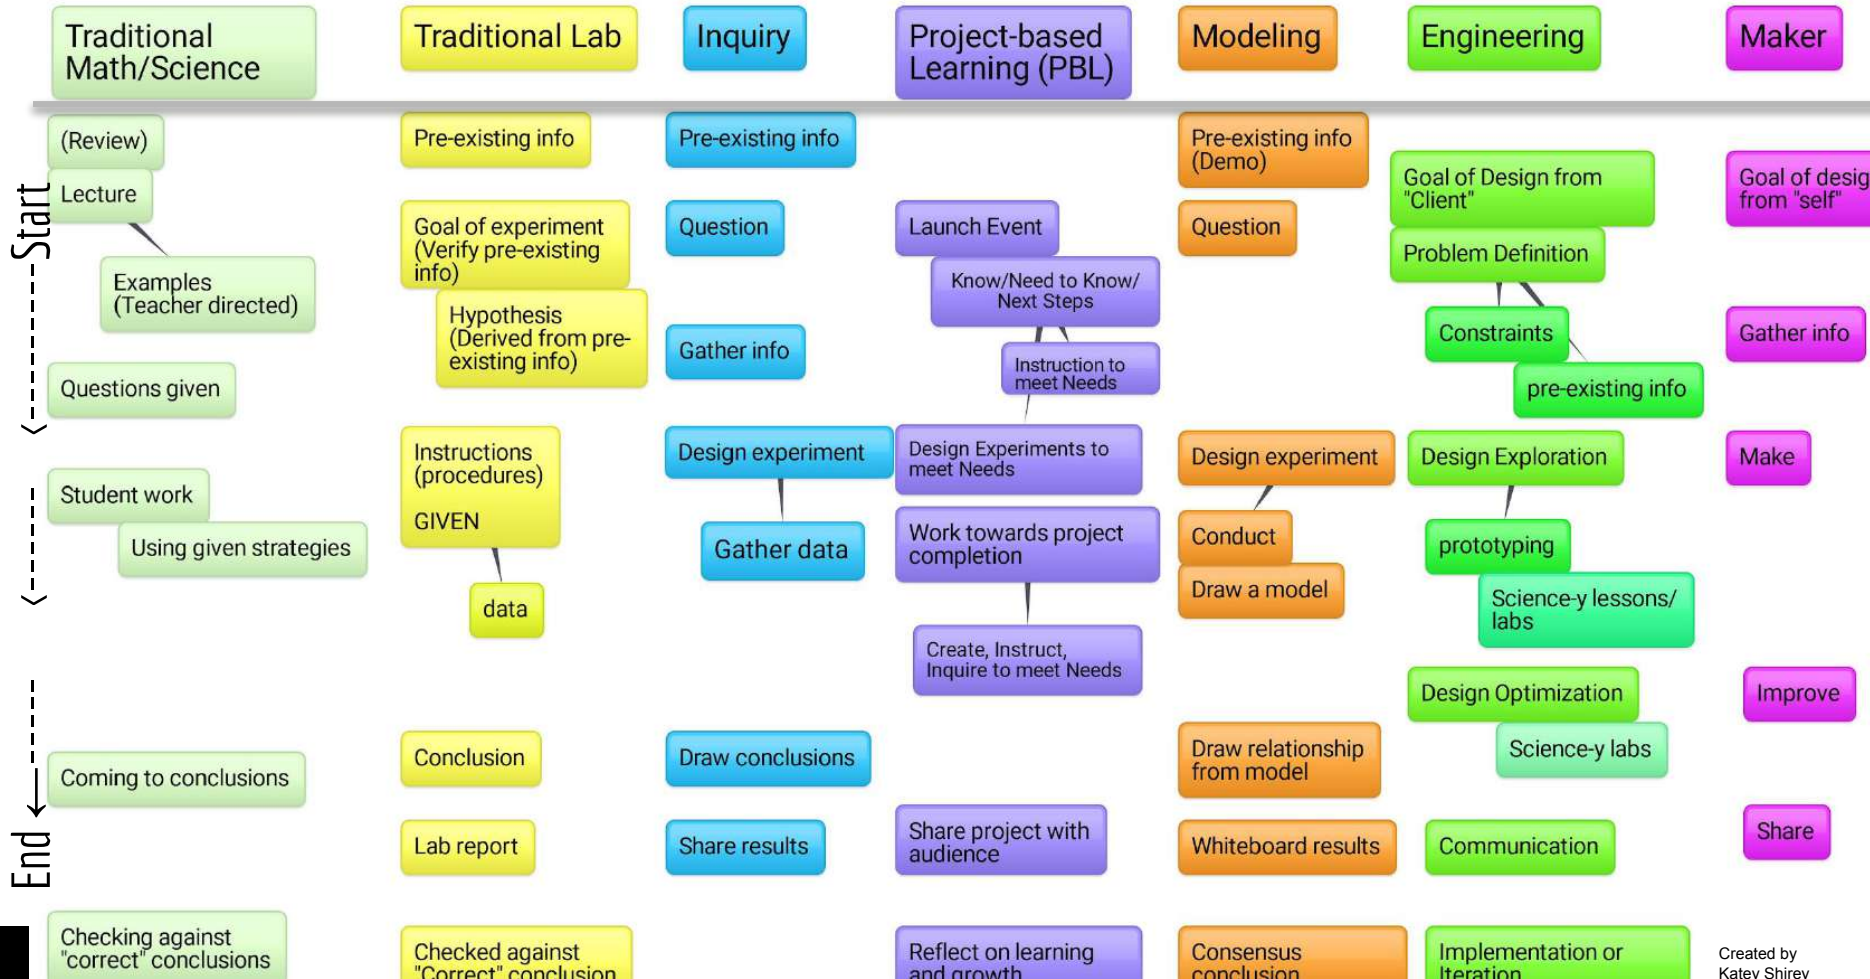 Traditional
Math/Science
Traditional Lab
Inquiry
Project-based
Learning (PBL)
Modeling
Engineering
Maker
Start
End
(Review)
Lecture
Examples
(Teacher directed)
Questions given
Student work
Using given strategies
Coming to conclusions
Checking against
"correct" conclusions
Pre-existing info
Goal of experiment
(Verify pre-existing
info)
Hypothesis
(Derived from pre-
existing info)
Instructions
(procedures)
GIVEN
data
Conclusion
Lab report
Checked against
"Correct" conclusion
Pre-existing info
Question
Gather info
Design experiment
Gather data
Draw conclusions
Share results
Launch Event
Know/Need to Know/
Next Steps
Instruction to
meet Needs
Design Experiments to
meet Needs
Work towards project
completion
Create, Instruct,
Inquire to meet Needs
Share project with
audience
Reflect on learning
and growth
Pre-existing info
(Demo)
Question
Design experiment
Conduct
Draw a model
Draw relationship
from model
Whiteboard results
Consensus
conclusion
Goal of Design from
"Client"
Problem Definition
Constraints
pre-existing info
Design Exploration
prototyping
Science-y lessons/
labs
Design Optimization
Science-y labs
Communication
Implementation or
Iteration
Goal of desig
from "self"
Gather info
Make
Improve
Share
Created by
Katey Shirey